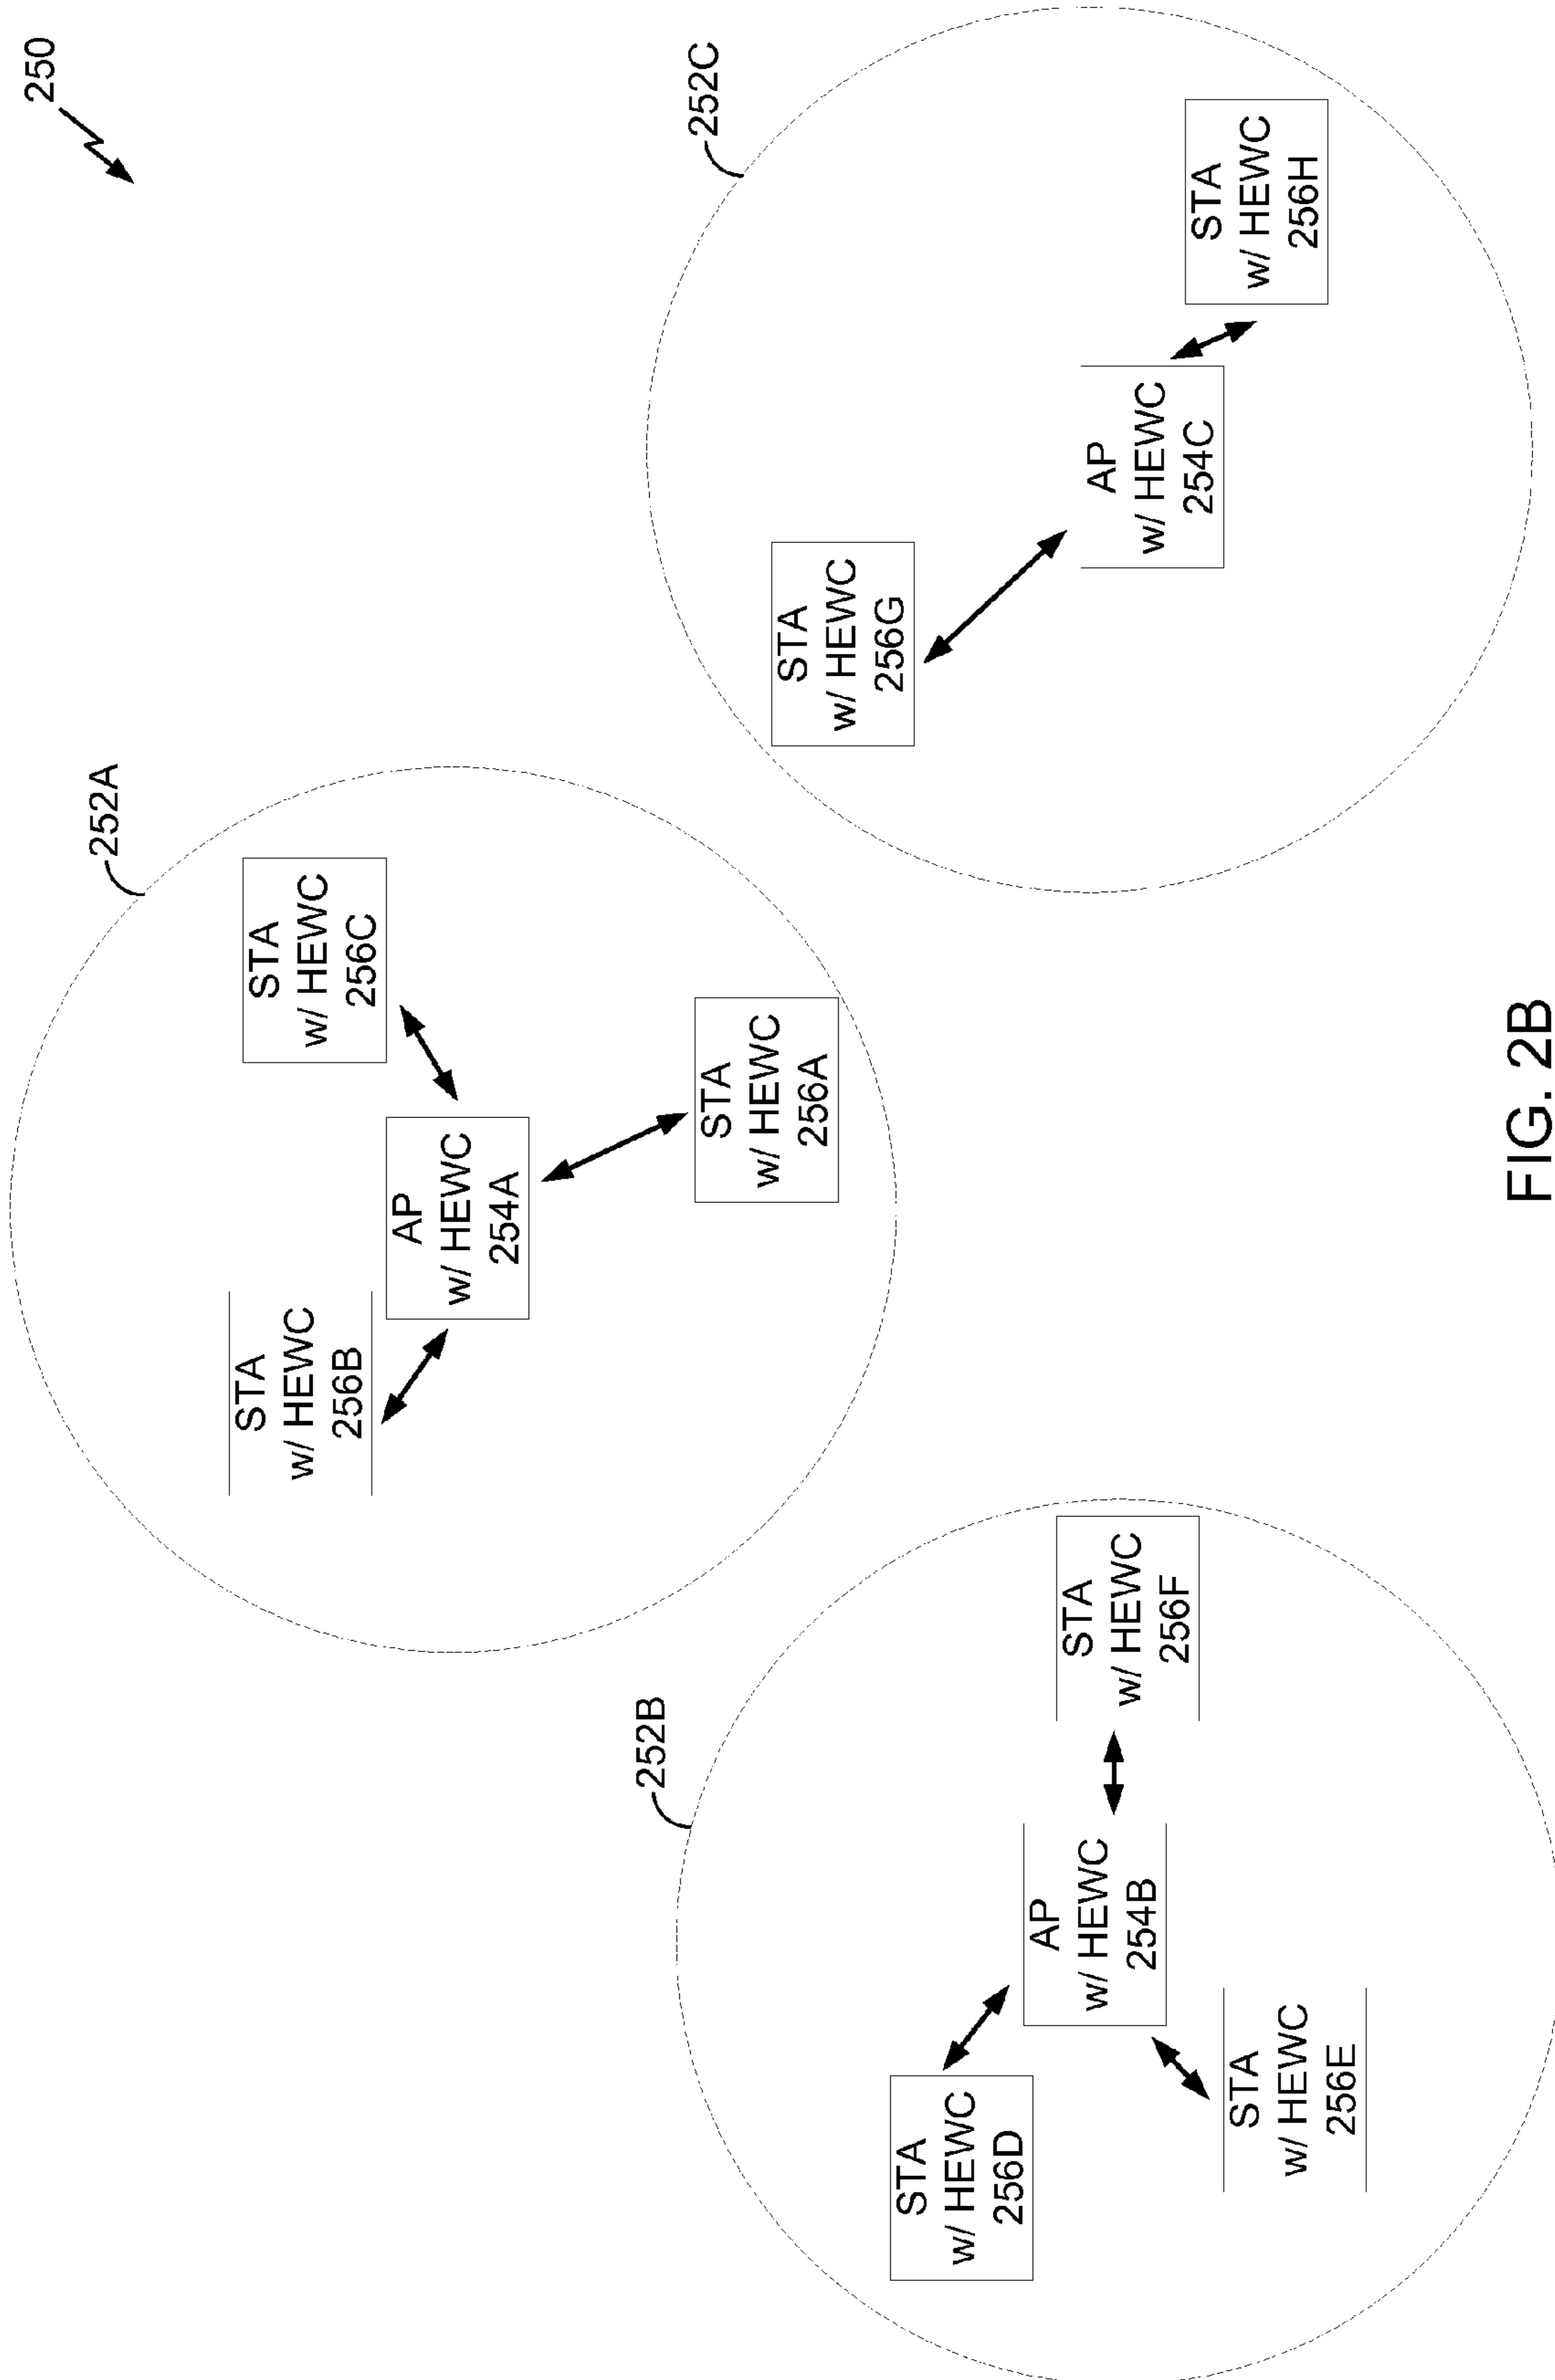 250
252A
STA
w/ HEWC
256B
STA
w/ HEWC
256C
AP
w/ HEWC
254A
STA
w/ HEWC
256A
252B
STA
w/ HEWC
256D
AP
w/ HEWC
254B
STA
w/ HEWC
256F
STA
w/ HEWC
256E
252C
STA
w/ HEWC
256G
AP
w/ HEWC
254C
STA
w/ HEWC
256H
FIG. 2B